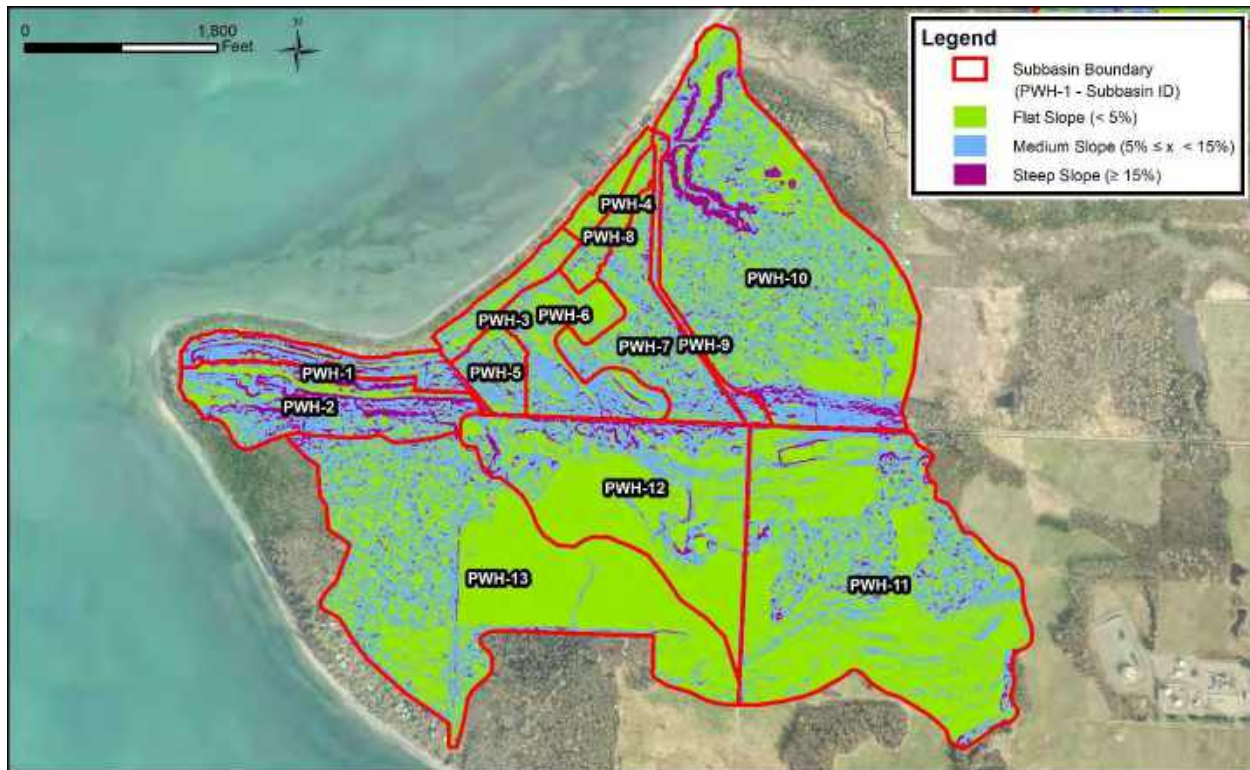 0 1,800
Feet
N
Legend
Subbasin Boundary
(PWH-1 - Subbasin ID)
Flat Slope (< 5%)
Medium Slope (5% ≤ x < 15%)
Steep Slope (≥ 15%)
PWH-4
PWH-8
PWH-10
PWH-3
PWH-6
PWH-7
PWH-9
PWH-1
PWH-5
PWH-2
PWH-12
PWH-13
PWH-11